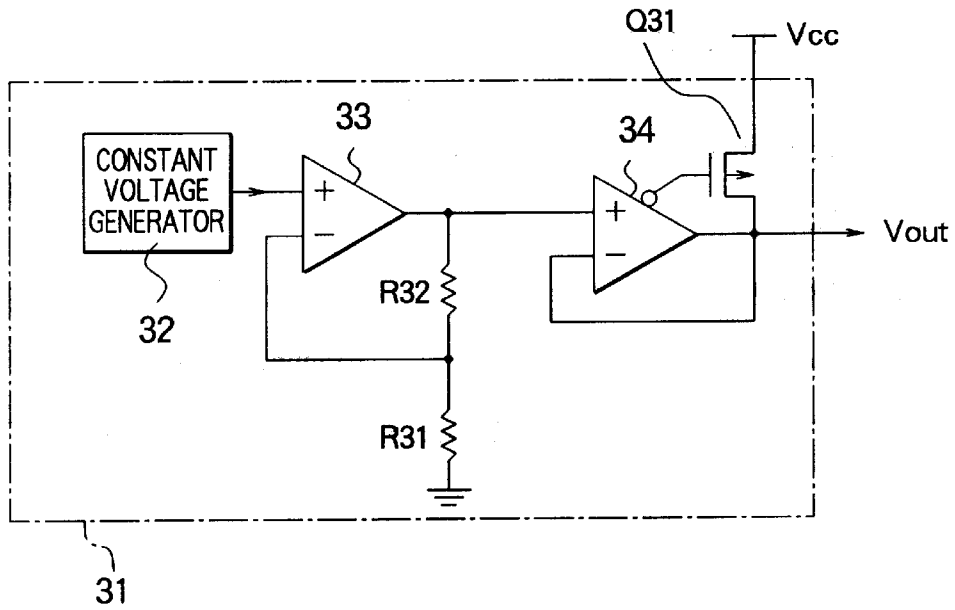 Q31
Vcc
33
34
CONSTANT
VOLTAGE
GENERATOR
+
−
+
−
Vout
32
R32
R31
31